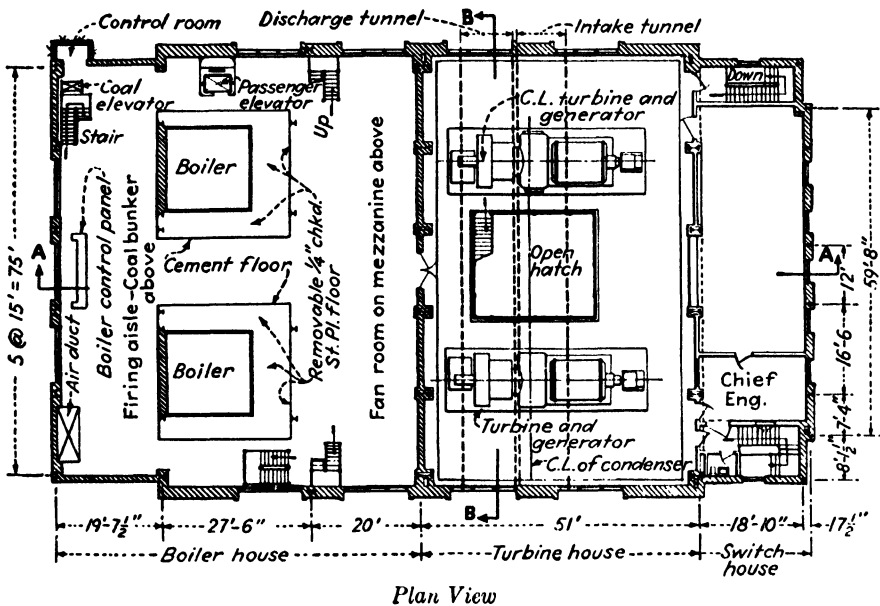 Control room
Discharge tunnel
B
Intake tunnel
Coal
elevator
Passenger
elevator
Stair
Up
Down
C.L. turbine and
generator
Boiler
5 @ 15' = 75'
A
Air duct
Boiler control panel
Firing aisle-Coal bunker
above
Cement floor
Removable 1/4" chkd.
St. Pl. floor
Fan room on mezzanine above
Open
hatch
A
12'
59'-8"
16'-6"
7'-4"
8'-1/2"
Boiler
Chief
Eng.
Turbine and
generator
C.L. of condenser
B
19'-7 1/2"
27'-6"
20'
51'
18'-10"
17 1/2"
Boiler house
Turbine house
Switch
house
Plan View